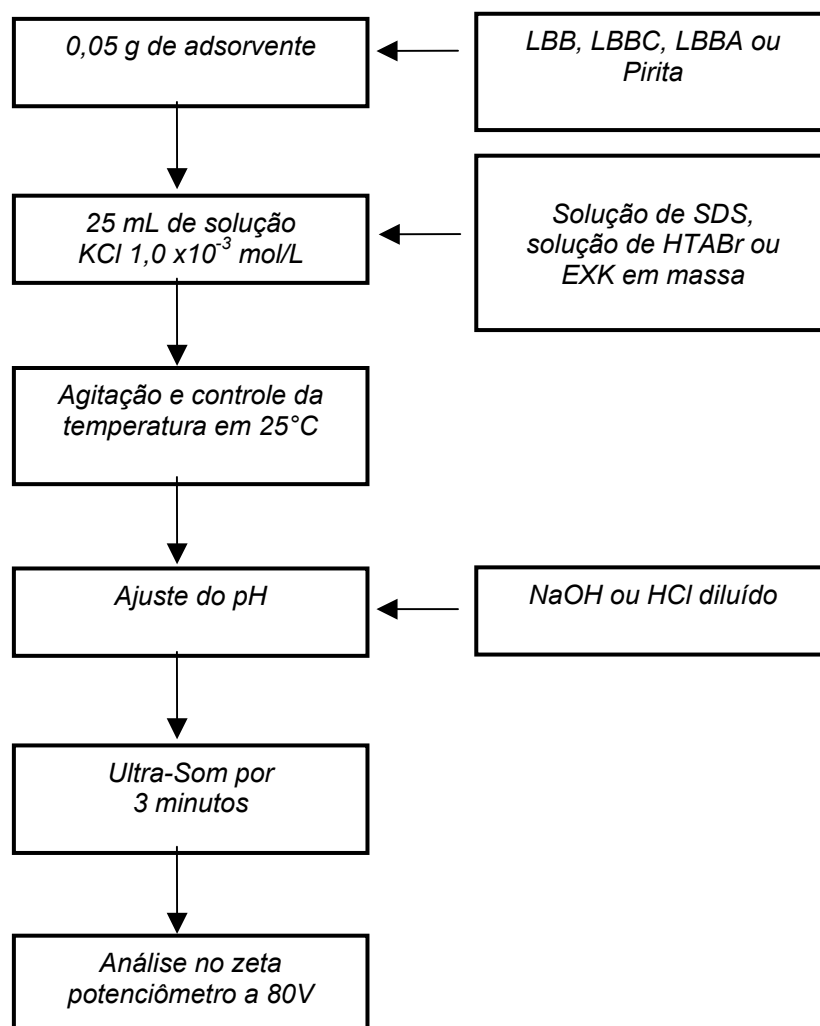 0,05 g de adsorvente
LBB, LBBC, LBBA ou
Pirita
25 mL de solução
KCl 1,0 x10⁻³ mol/L
Solução de SDS,
solução de HTABr ou
EXK em massa
Agitação e controle da
temperatura em 25°C
Ajuste do pH
NaOH ou HCl diluído
Ultra-Som por
3 minutos
Análise no zeta
potenciômetro a 80V